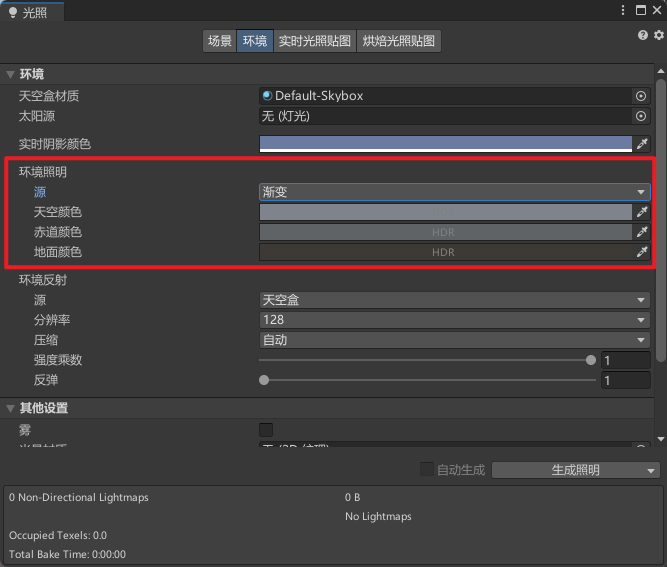 光照
场景 环境 实时光照贴图 烘焙光照贴图
环境
天空盒材质 Default-Skybox
太阳源 无 (灯光)
实时阴影颜色
环境照明
源 渐变
天空颜色
赤道颜色 HDR
地面颜色 HDR
环境反射
源 天空盒
分辨率 128
压缩 自动
强度乘数 1
反弹 1
其他设置
雾
自动生成 生成照明
0 Non-Directional Lightmaps 0 B
No Lightmaps
Occupied Texels: 0.0
Total Bake Time: 0:00:00